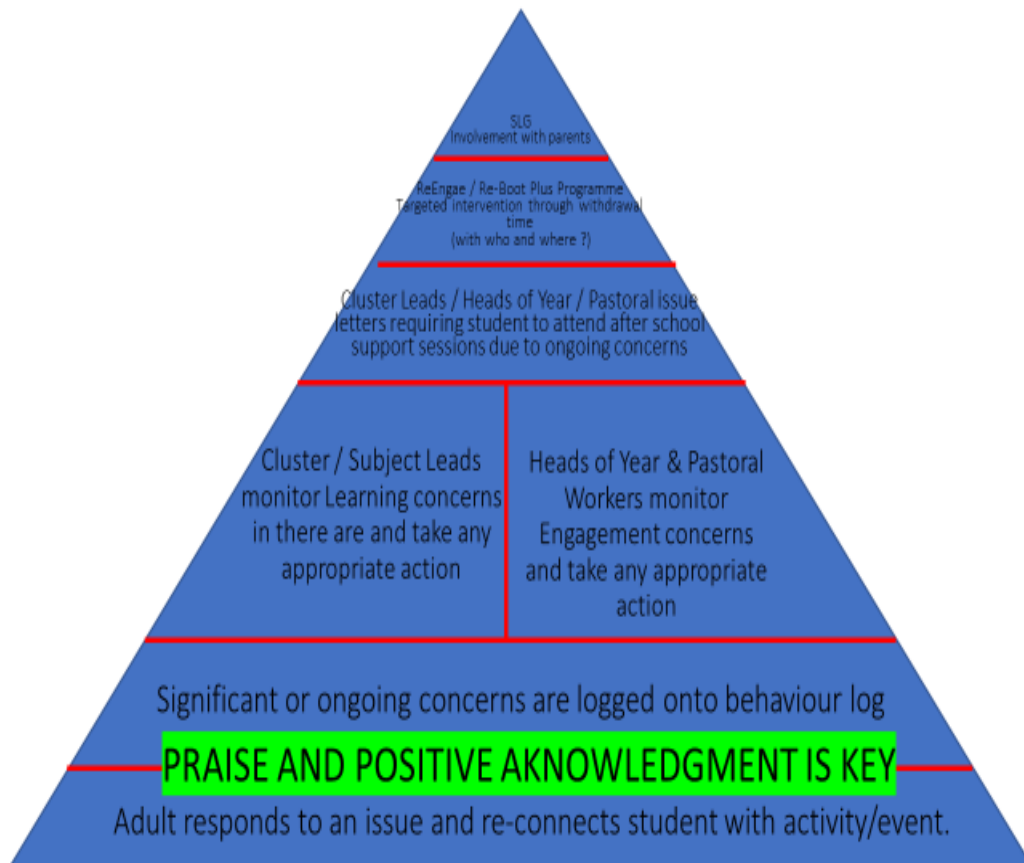 SLG
Involvement with parents
ReEngae / Re-Boot Plus Programme
Targeted intervention through withdrawal
time
(with who and where ?)
Cluster Leads / Heads of Year / Pastoral issue
letters requiring student to attend after school
support sessions due to ongoing concerns
Cluster / Subject Leads
monitor Learning concerns
in there are and take any
appropriate action
Heads of Year & Pastoral
Workers monitor
Engagement concerns
and take any appropriate
action
Significant or ongoing concerns are logged onto behaviour log
PRAISE AND POSITIVE AKNOWLEDGMENT IS KEY
Adult responds to an issue and re-connects student with activity/event.